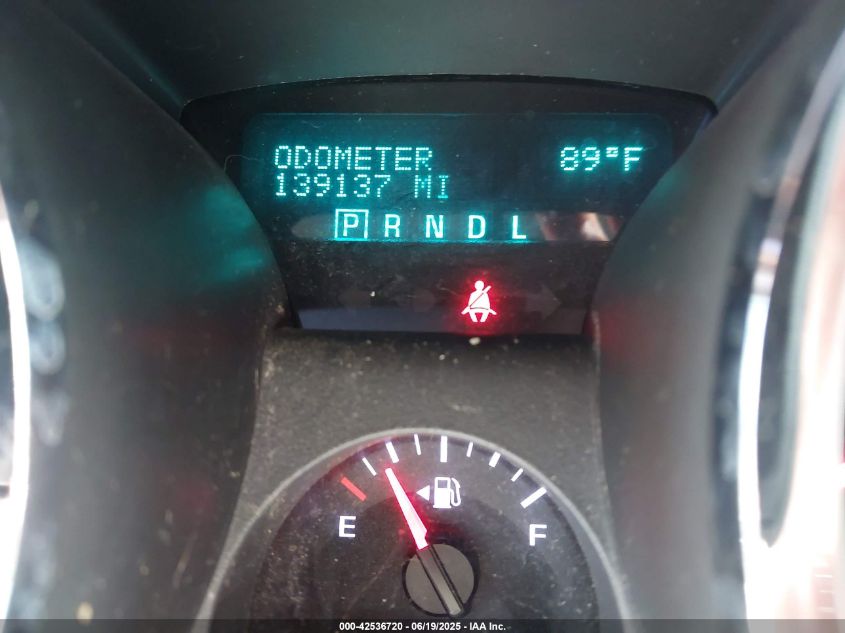 ODOMETER 89°F
139137 MI
P R N D L
E F
000-42536720 - 06/19/2025 - IAA Inc.